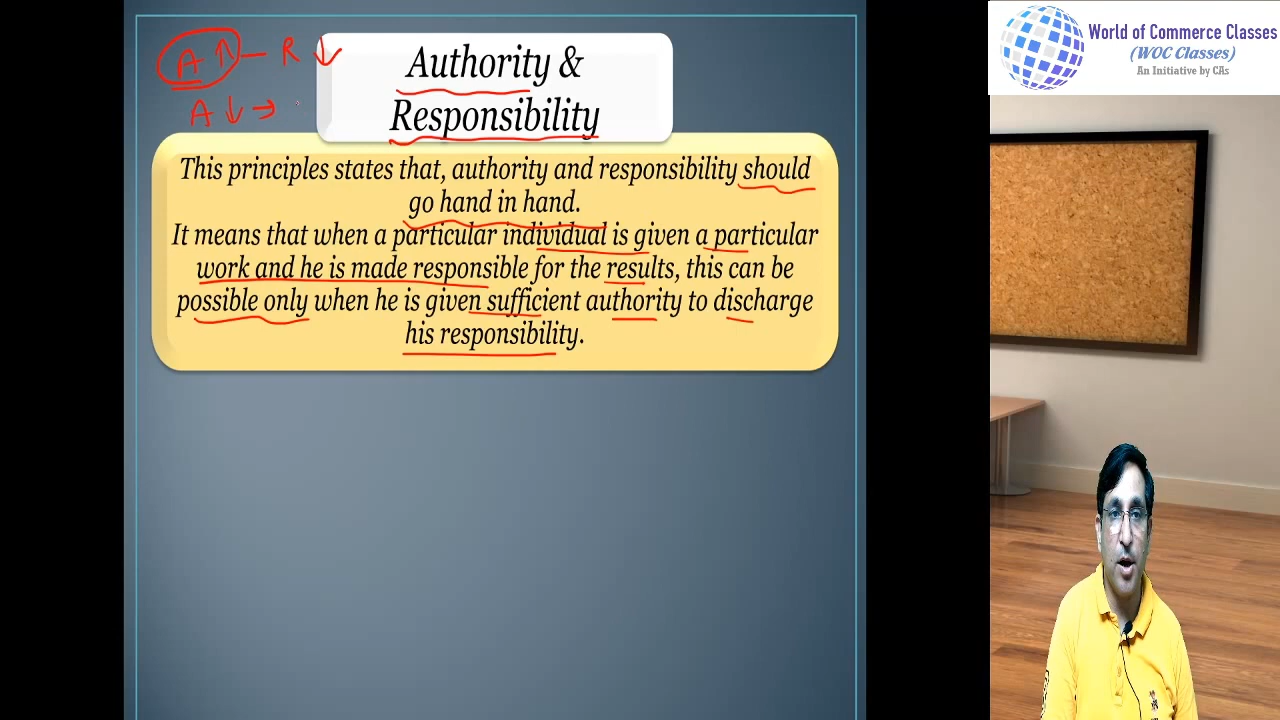 A ↑ — R ↓
A ↓ →
Authority &
Responsibility
This principles states that, authority and responsibility should
go hand in hand.
It means that when a particular individual is given a particular
work and he is made responsible for the results, this can be
possible only when he is given sufficient authority to discharge
his responsibility.
World of Commerce Classes
(WOC Classes)
An Initiative by CAs